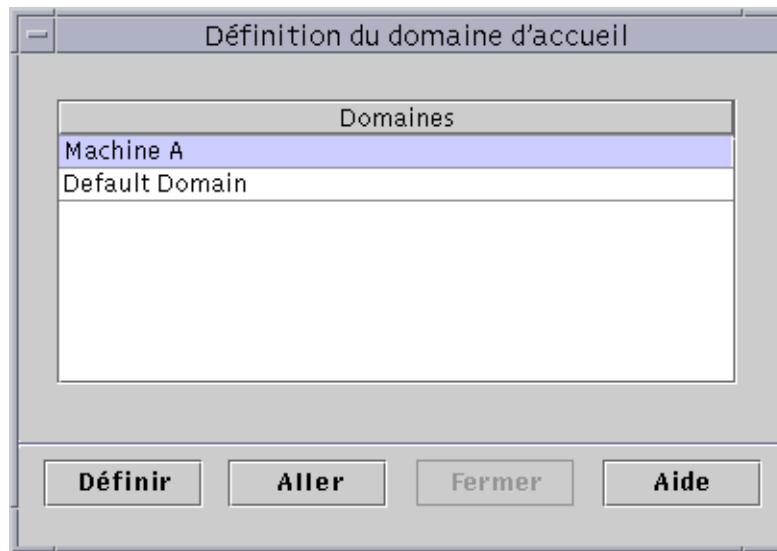 Définition du domaine d'accueil
Domaines
Machine A
Default Domain
Définir Aller Fermer Aide